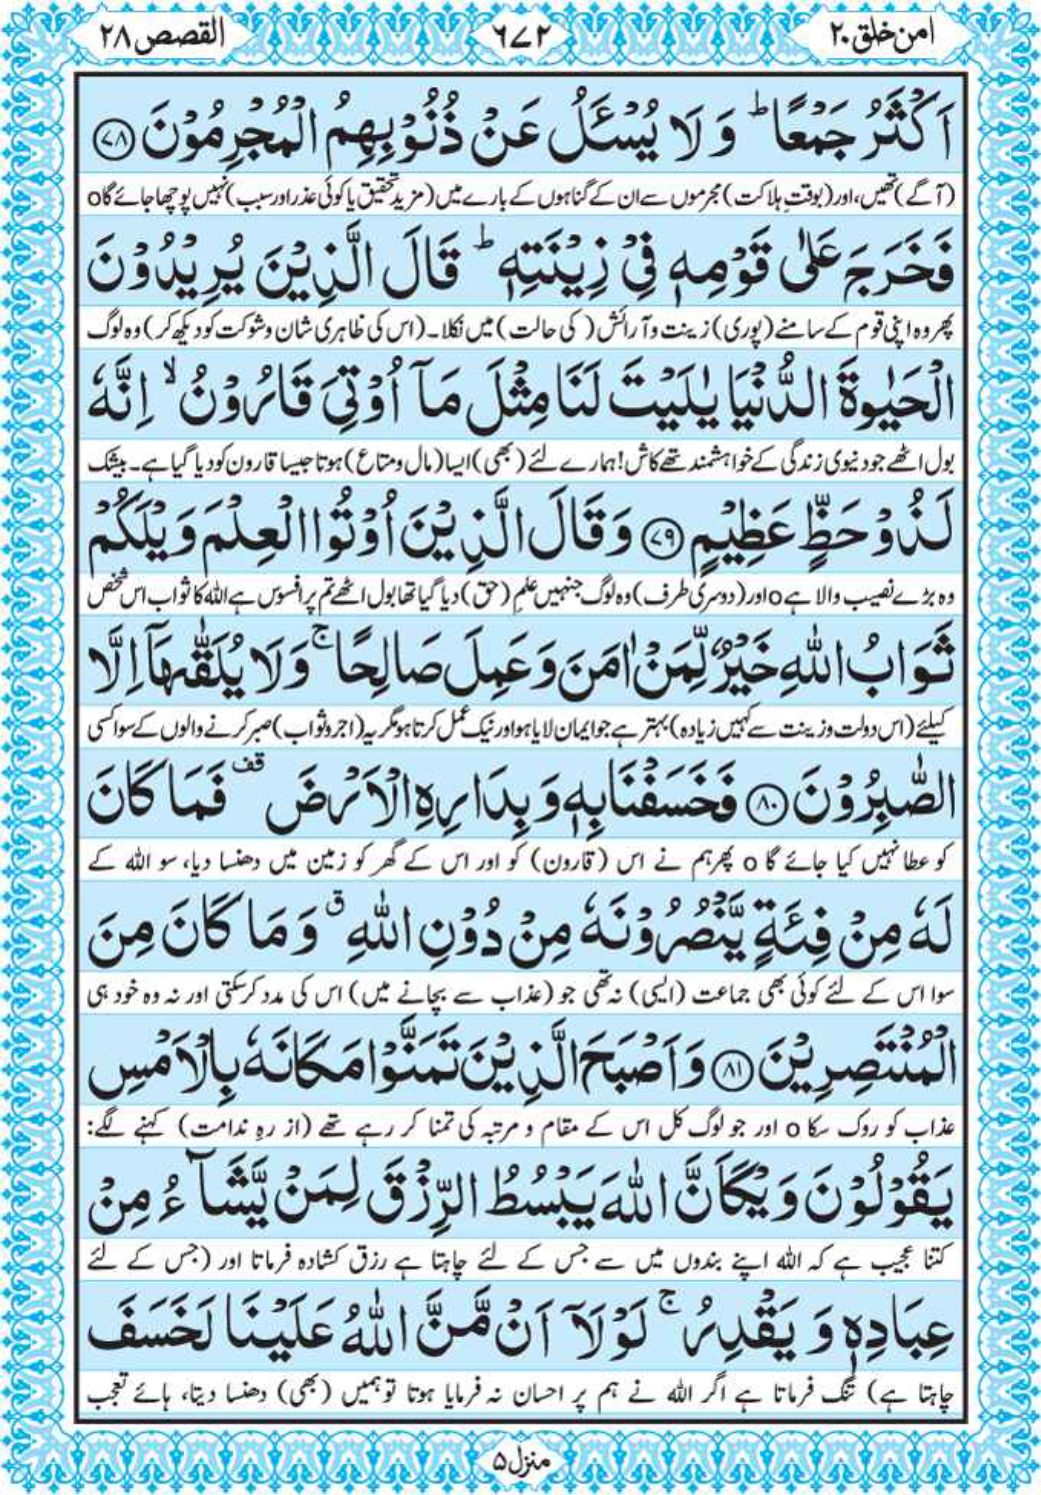 امن خلق ۲۰
٦٧٢
القصص ۲۸
اَکْثَرُ جَمْعًا ؕ وَ لَا یُسْـَٔلُ عَنْ ذُنُوْبِهِمُ الْمُجْرِمُوْنَ ﴿۷۸﴾
(آگے) تھیں، اور (بوقتِ ہلاکت) مجرموں سے ان کے گناہوں کے بارے میں (مزید تحقیق یا کوئی عذر اور سبب) نہیں پوچھا جائے گا o
فَخَرَجَ عَلٰی قَوْمِهٖ فِیْ زِیْنَتِهٖ ؕ قَالَ الَّذِیْنَ یُرِیْدُوْنَ
پھر وہ اپنی قوم کے سامنے (پوری) زینت و آرائش (کی حالت) میں نکلا۔ (اس کی ظاہری شان و شوکت کو دیکھ کر) وہ لوگ
الْحَیٰوةَ الدُّنْیَا یٰلَیْتَ لَنَا مِثْلَ مَاۤ اُوْتِیَ قَارُوْنُ ۙ اِنَّهٗ
بول اٹھے جو دنیوی زندگی کے خواہشمند تھے کاش! ہمارے لئے (بھی) ایسا (مال و متاع) ہوتا جیسا قارون کو دیا گیا ہے۔ بیشک
لَذُوْ حَظٍّ عَظِیْمٍ ﴿۷۹﴾ وَ قَالَ الَّذِیْنَ اُوْتُوا الْعِلْمَ وَیْلَکُمْ
وہ بڑے نصیب والا ہے o اور (دوسری طرف) وہ لوگ جنہیں علمِ (حق) دیا گیا تھا بول اٹھے تم پر افسوس ہے اللہ کا ثواب اس شخص
ثَوَابُ اللّٰهِ خَیْرٌ لِّمَنْ اٰمَنَ وَ عَمِلَ صَالِحًا ۚ وَ لَا یُلَقّٰىهَاۤ اِلَّا
کیلئے (اس دولت و زینت سے کہیں زیادہ) بہتر ہے جو ایمان لایا ہو اور نیک عمل کرتا ہو مگر یہ (اجر و ثواب) صبر کرنے والوں کے سوا کسی
الصّٰبِرُوْنَ ﴿۸۰﴾ فَخَسَفْنَا بِهٖ وَ بِدَارِهِ الْاَرْضَ ۟ قف فَمَا کَانَ
کو عطا نہیں کیا جائے گا o پھر ہم نے اس (قارون) کو اور اس کے گھر کو زمین میں دھنسا دیا، سو اللہ کے
لَهٗ مِنْ فِئَةٍ یَّنْصُرُوْنَهٗ مِنْ دُوْنِ اللّٰهِ ق وَ مَا کَانَ مِنَ
سوا اس کے لئے کوئی بھی جماعت (ایسی) نہ تھی جو (عذاب سے بچانے میں) اس کی مدد کرسکتی اور نہ وہ خود ہی
الْمُنْتَصِرِیْنَ ﴿۸۱﴾ وَ اَصْبَحَ الَّذِیْنَ تَمَنَّوْا مَکَانَهٗ بِالْاَمْسِ
عذاب کو روک سکا o اور جو لوگ کل اس کے مقام و مرتبہ کی تمنا کر رہے تھے (از رہِ ندامت) کہنے لگے:
یَقُوْلُوْنَ وَیْکَاَنَّ اللّٰهَ یَبْسُطُ الرِّزْقَ لِمَنْ یَّشَآءُ مِنْ
کتنا عجیب ہے کہ اللہ اپنے بندوں میں سے جس کے لئے چاہتا ہے رزق کشادہ فرماتا اور (جس کے لئے
عِبَادِهٖ وَ یَقْدِرُ ۚ لَوْ لَاۤ اَنْ مَّنَّ اللّٰهُ عَلَیْنَا لَخَسَفَ
چاہتا ہے) تنگ فرماتا ہے اگر اللہ نے ہم پر احسان نہ فرمایا ہوتا تو ہمیں (بھی) دھنسا دیتا، ہائے تعجب
منزل ۵